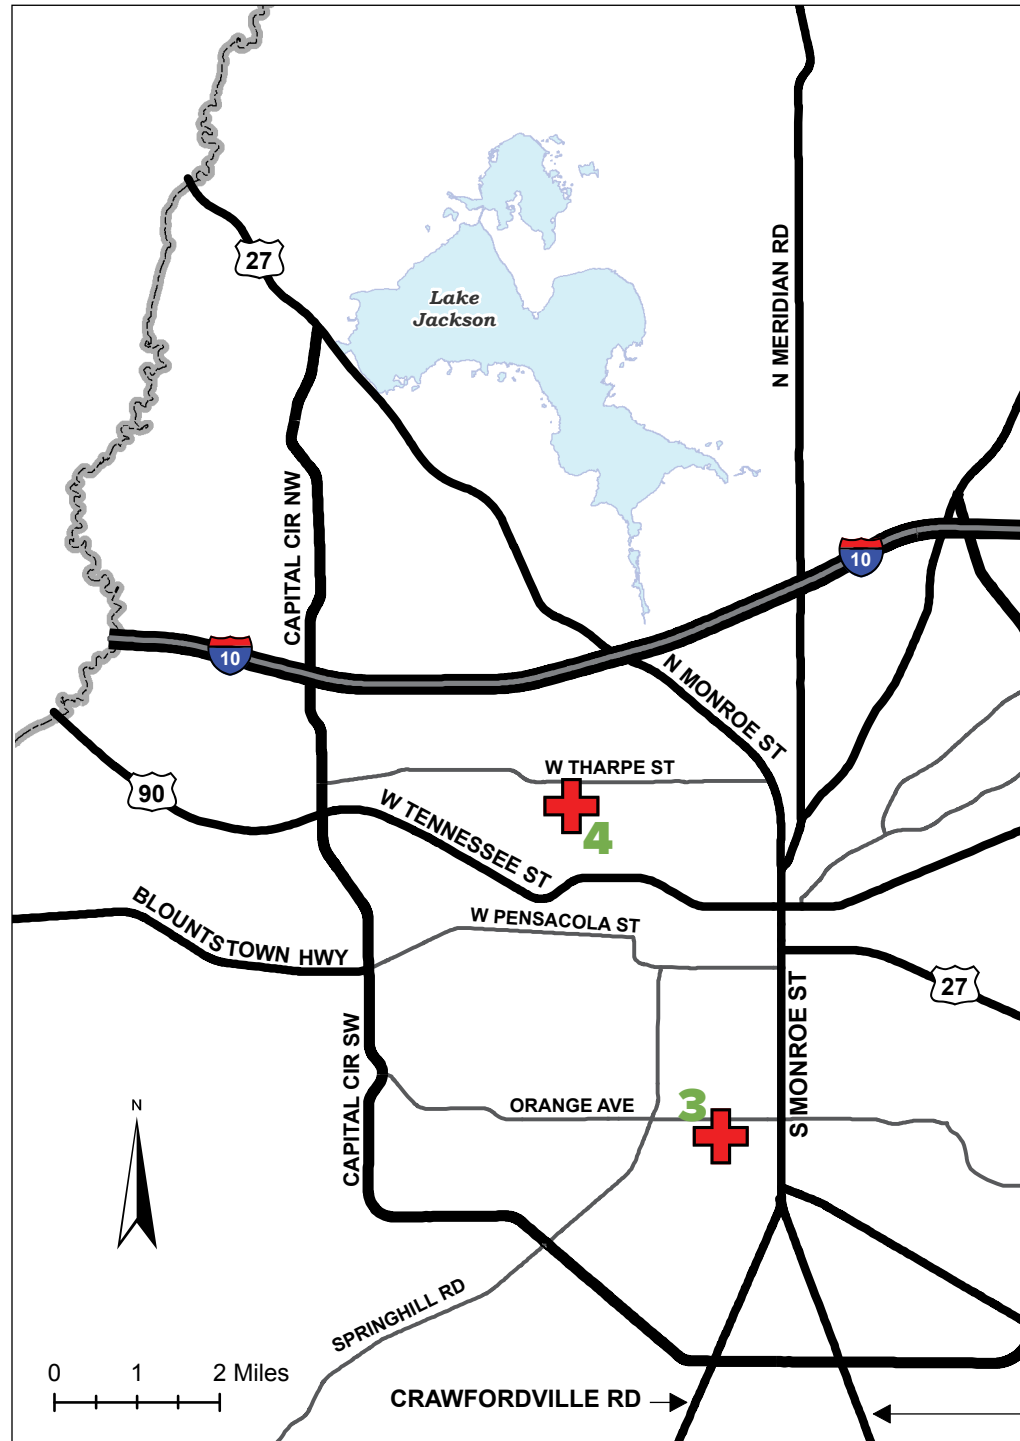 27
Lake
Jackson
N MERIDIAN RD
CAPITAL CIR NW
10
10
N MONROE ST
W THARPE ST
90
W TENNESSEE ST
4
BLOUNTSTOWN HWY
W PENSACOLA ST
27
S MONROE ST
CAPITAL CIR SW
3
ORANGE AVE
N
SPRINGHILL RD
0 1 2 Miles
CRAWFORDVILLE RD